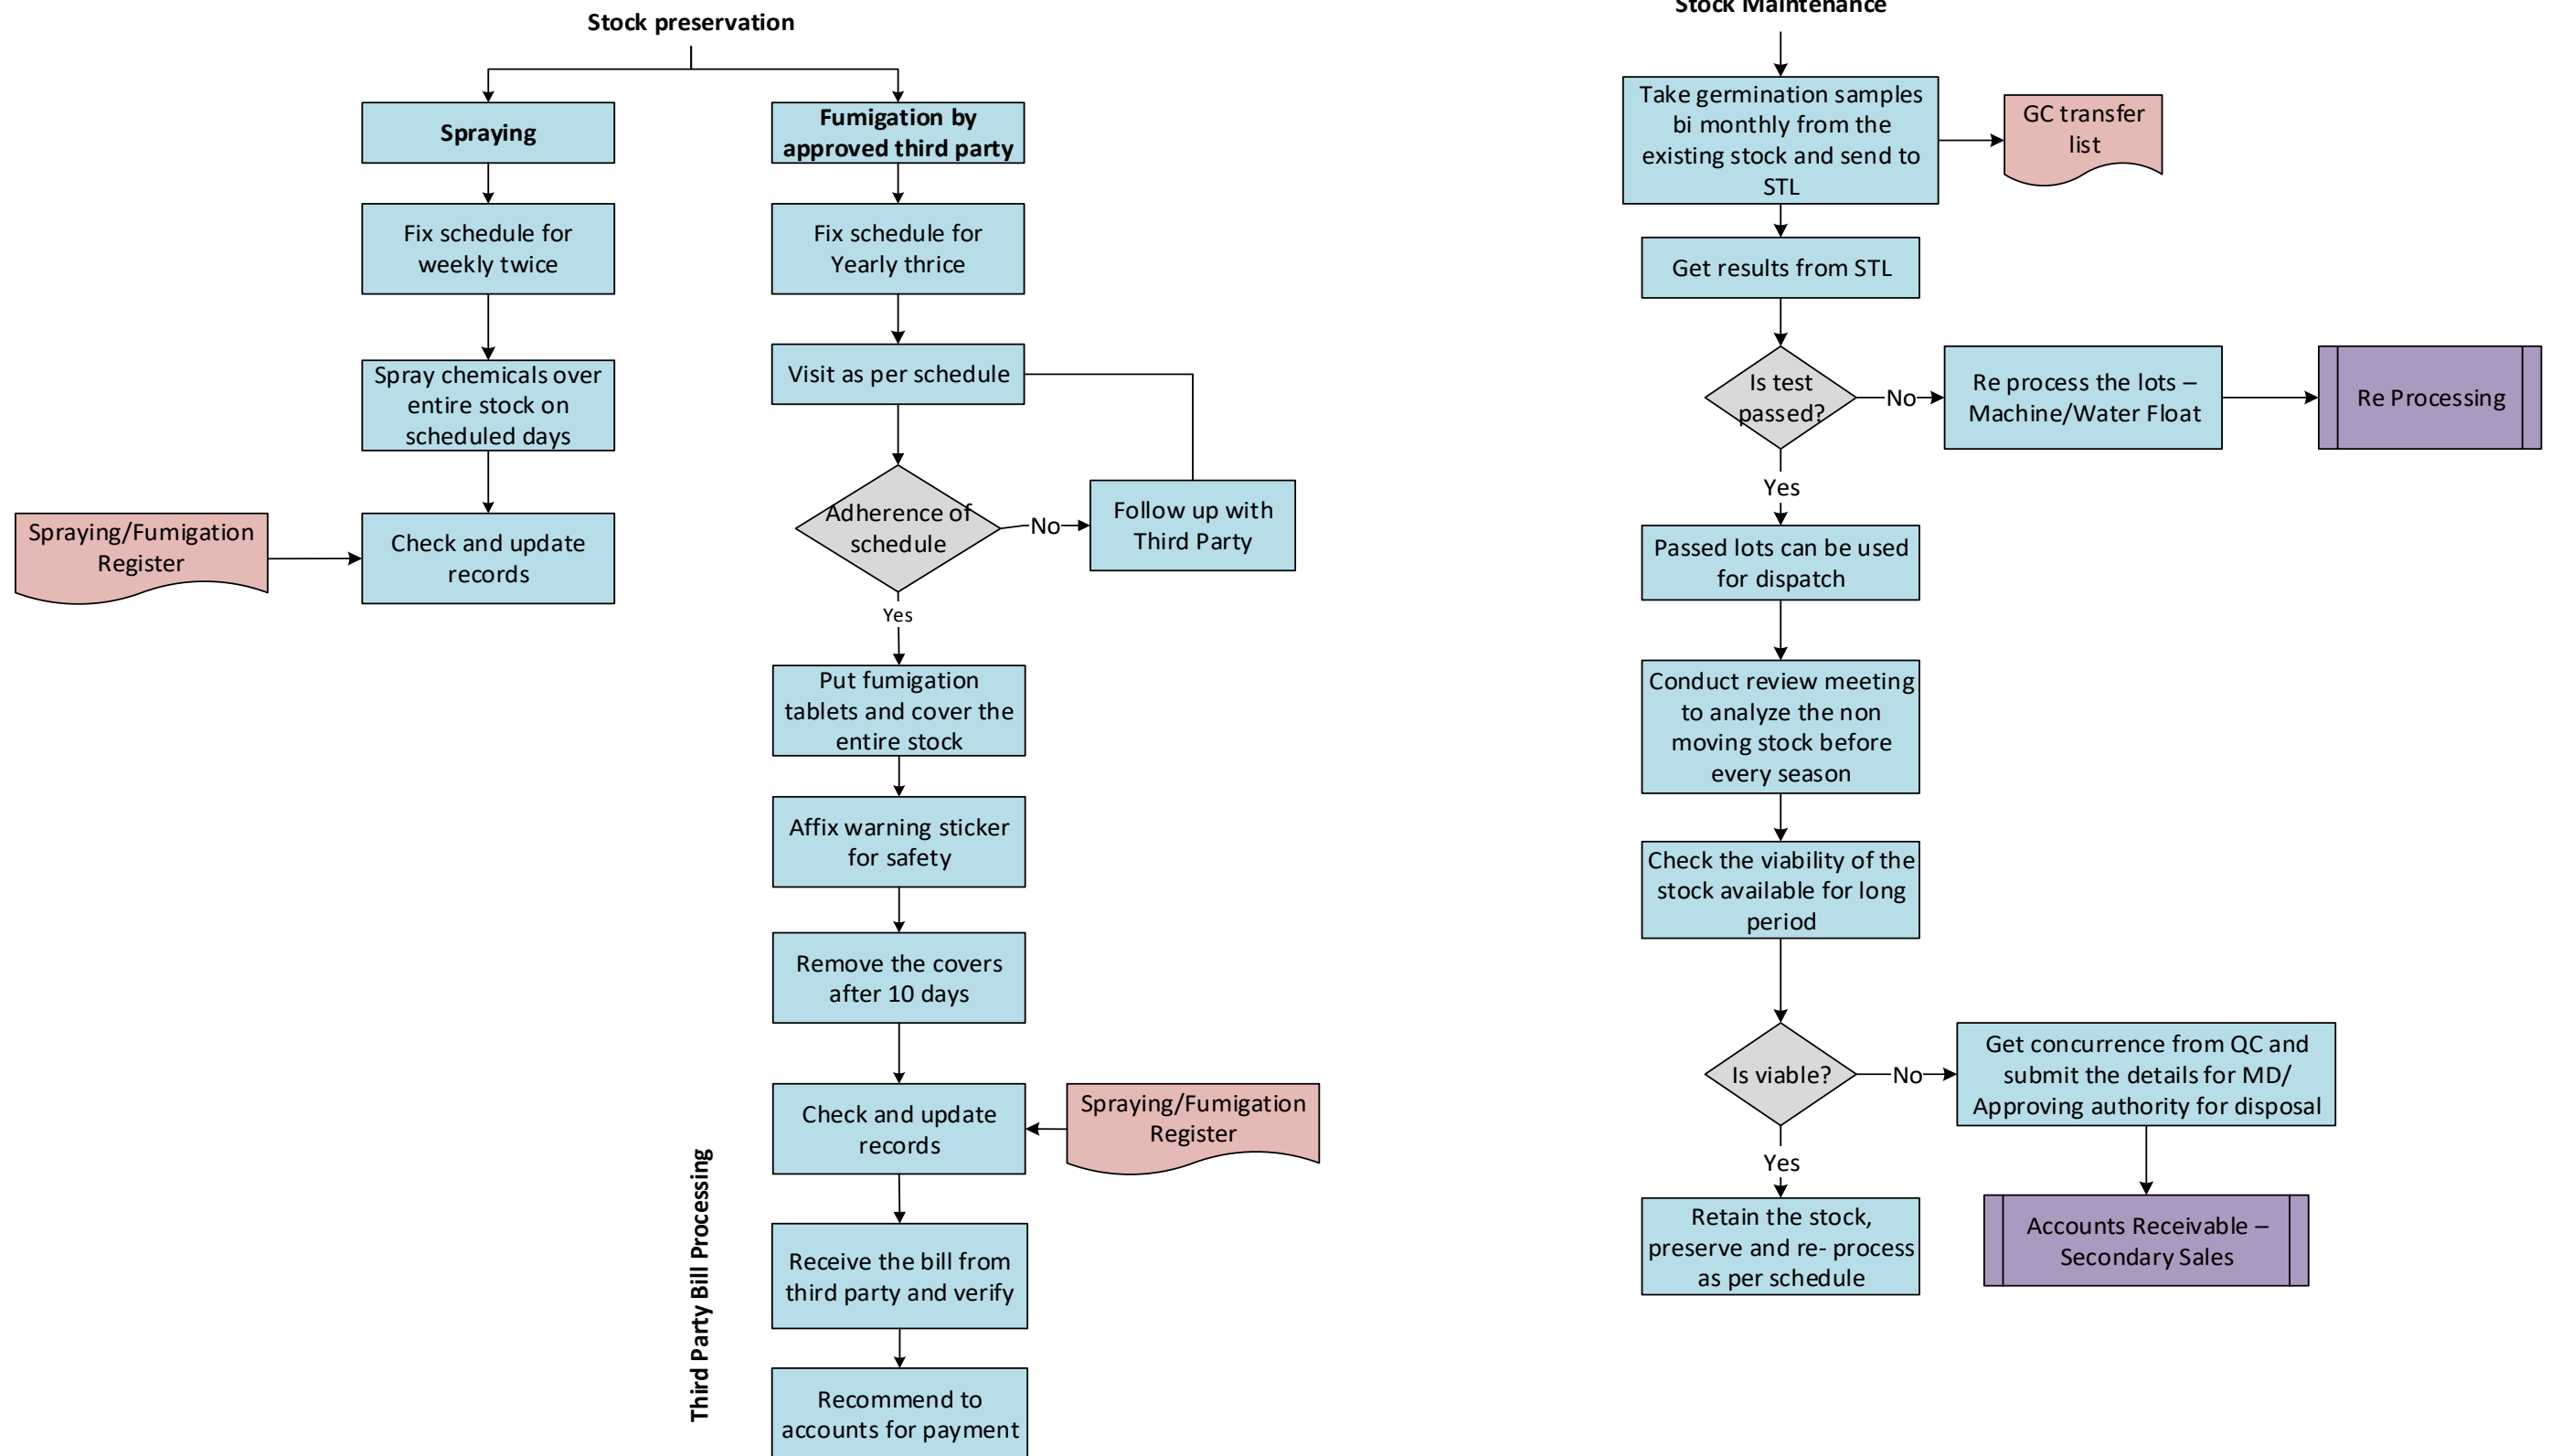 Stock preservation
Spraying
Fix schedule for
weekly twice
Spray chemicals over
entire stock on
scheduled days
Spraying/Fumigation
Register
Check and update
records
Fumigation by
approved third party
Fix schedule for
Yearly thrice
Visit as per schedule
Adherence of
schedule
No
Follow up with
Third Party
Yes
Put fumigation
tablets and cover the
entire stock
Affix warning sticker
for safety
Remove the covers
after 10 days
Check and update
records
Spraying/Fumigation
Register
Third Party Bill Processing
Receive the bill from
third party and verify
Recommend to
accounts for payment
Stock Maintenance
Take germination samples
bi monthly from the
existing stock and send to
STL
GC transfer
list
Get results from STL
Is test
passed?
No
Re process the lots –
Machine/Water Float
Re Processing
Yes
Passed lots can be used
for dispatch
Conduct review meeting
to analyze the non
moving stock before
every season
Check the viability of the
stock available for long
period
Is viable?
No
Get concurrence from QC and
submit the details for MD/
Approving authority for disposal
Yes
Retain the stock,
preserve and re- process
as per schedule
Accounts Receivable –
Secondary Sales